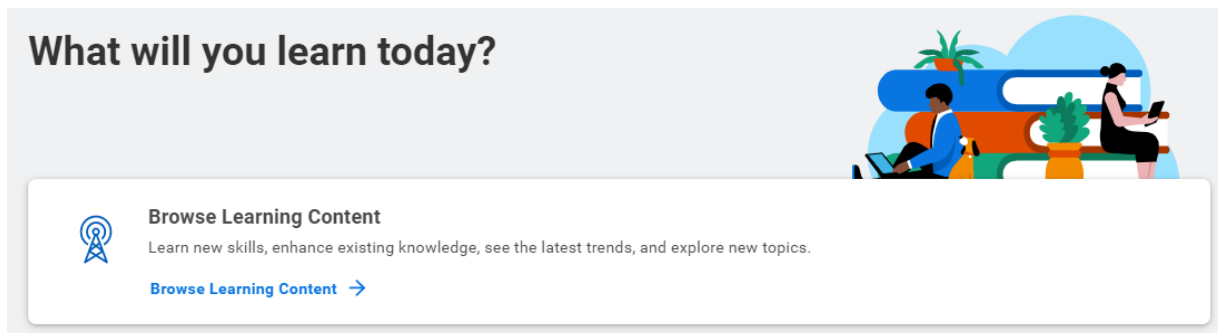 What will you learn today?
Browse Learning Content
Learn new skills, enhance existing knowledge, see the latest trends, and explore new topics.
Browse Learning Content